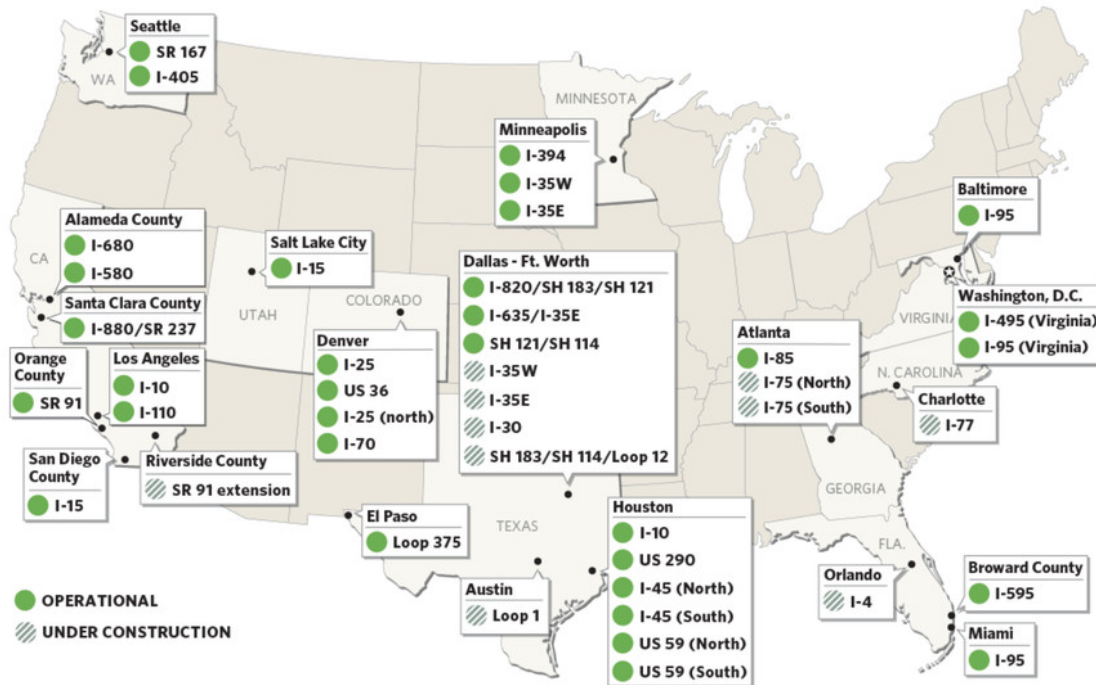 Seattle
SR 167
I-405
WA
MINNESOTA
Minneapolis
I-394
I-35W
I-35E
Baltimore
I-95
Alameda County
I-680
I-580
CA
Salt Lake City
I-15
UTAH
COLORADO
Dallas - Ft. Worth
I-820/SH 183/SH 121
I-635/I-35E
SH 121/SH 114
I-35W
I-35E
I-30
SH 183/SH 114/Loop 12
Washington, D.C.
I-495 (Virginia)
I-95 (Virginia)
VIRGINIA
Santa Clara County
I-880/SR 237
Denver
I-25
US 36
I-25 (north)
I-70
Atlanta
I-85
I-75 (North)
I-75 (South)
N. CAROLINA
Charlotte
I-77
Orange
County
SR 91
Los Angeles
I-10
I-110
San Diego
County
I-15
Riverside County
SR 91 extension
GEORGIA
El Paso
Loop 375
TEXAS
Houston
I-10
US 290
I-45 (North)
I-45 (South)
US 59 (North)
US 59 (South)
Austin
Loop 1
FLA.
Orlando
I-4
Broward County
I-595
Miami
I-95
OPERATIONAL
UNDER CONSTRUCTION